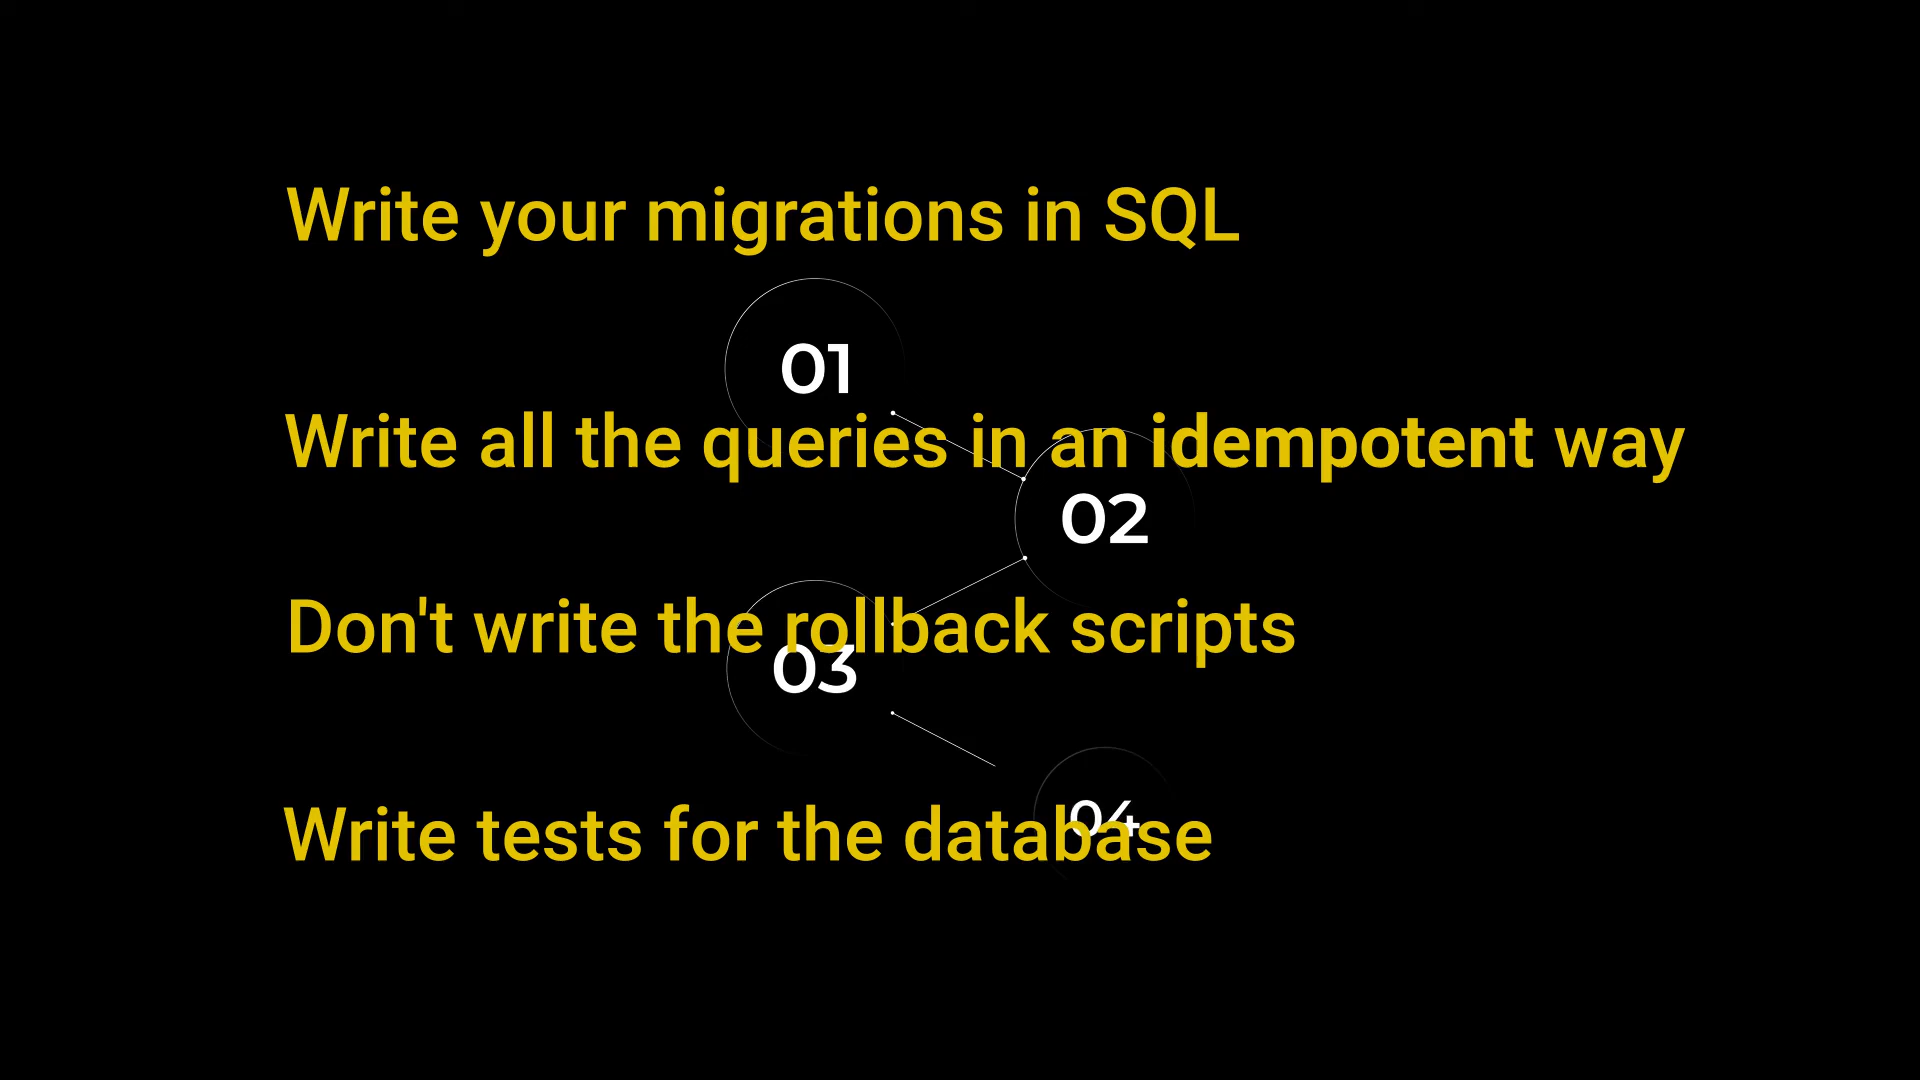 Write your migrations in SQL
01
Write all the queries in an idempotent way
02
Don't write the rollback scripts
03
04
Write tests for the database